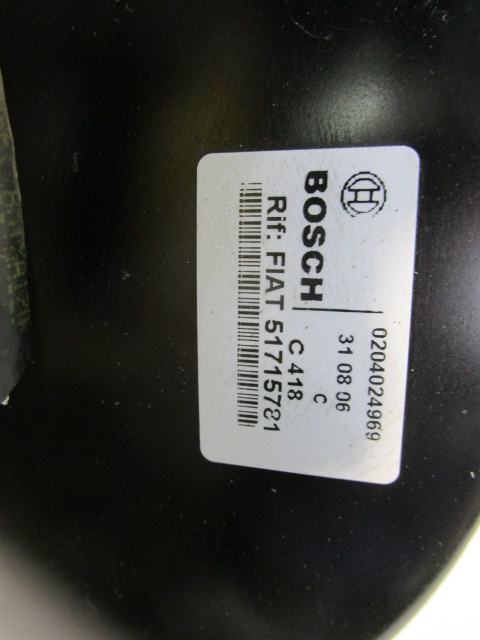 BOSCH
0204024969
31 08 06
C
C 418
Rif: FIAT 51715781